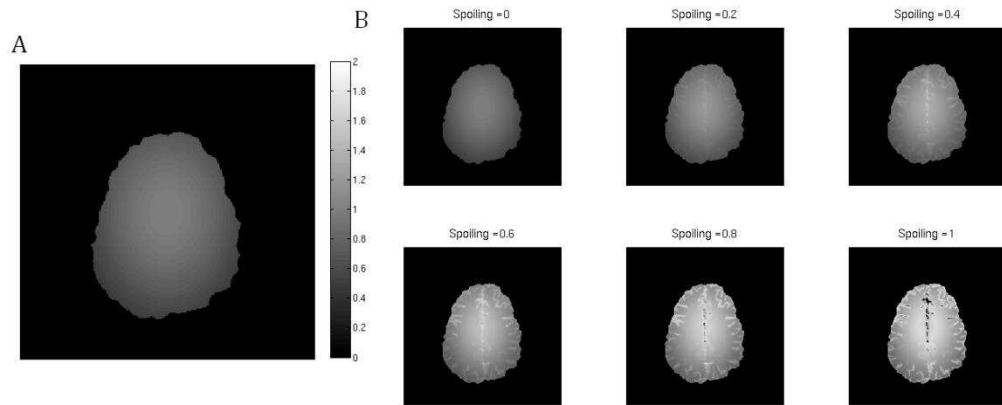 A
2
1.8
1.6
1.4
1.2
1
0.8
0.6
0.4
0.2
0
B
Spoiling =0
Spoiling =0.2
Spoiling =0.4
Spoiling =0.6
Spoiling =0.8
Spoiling =1